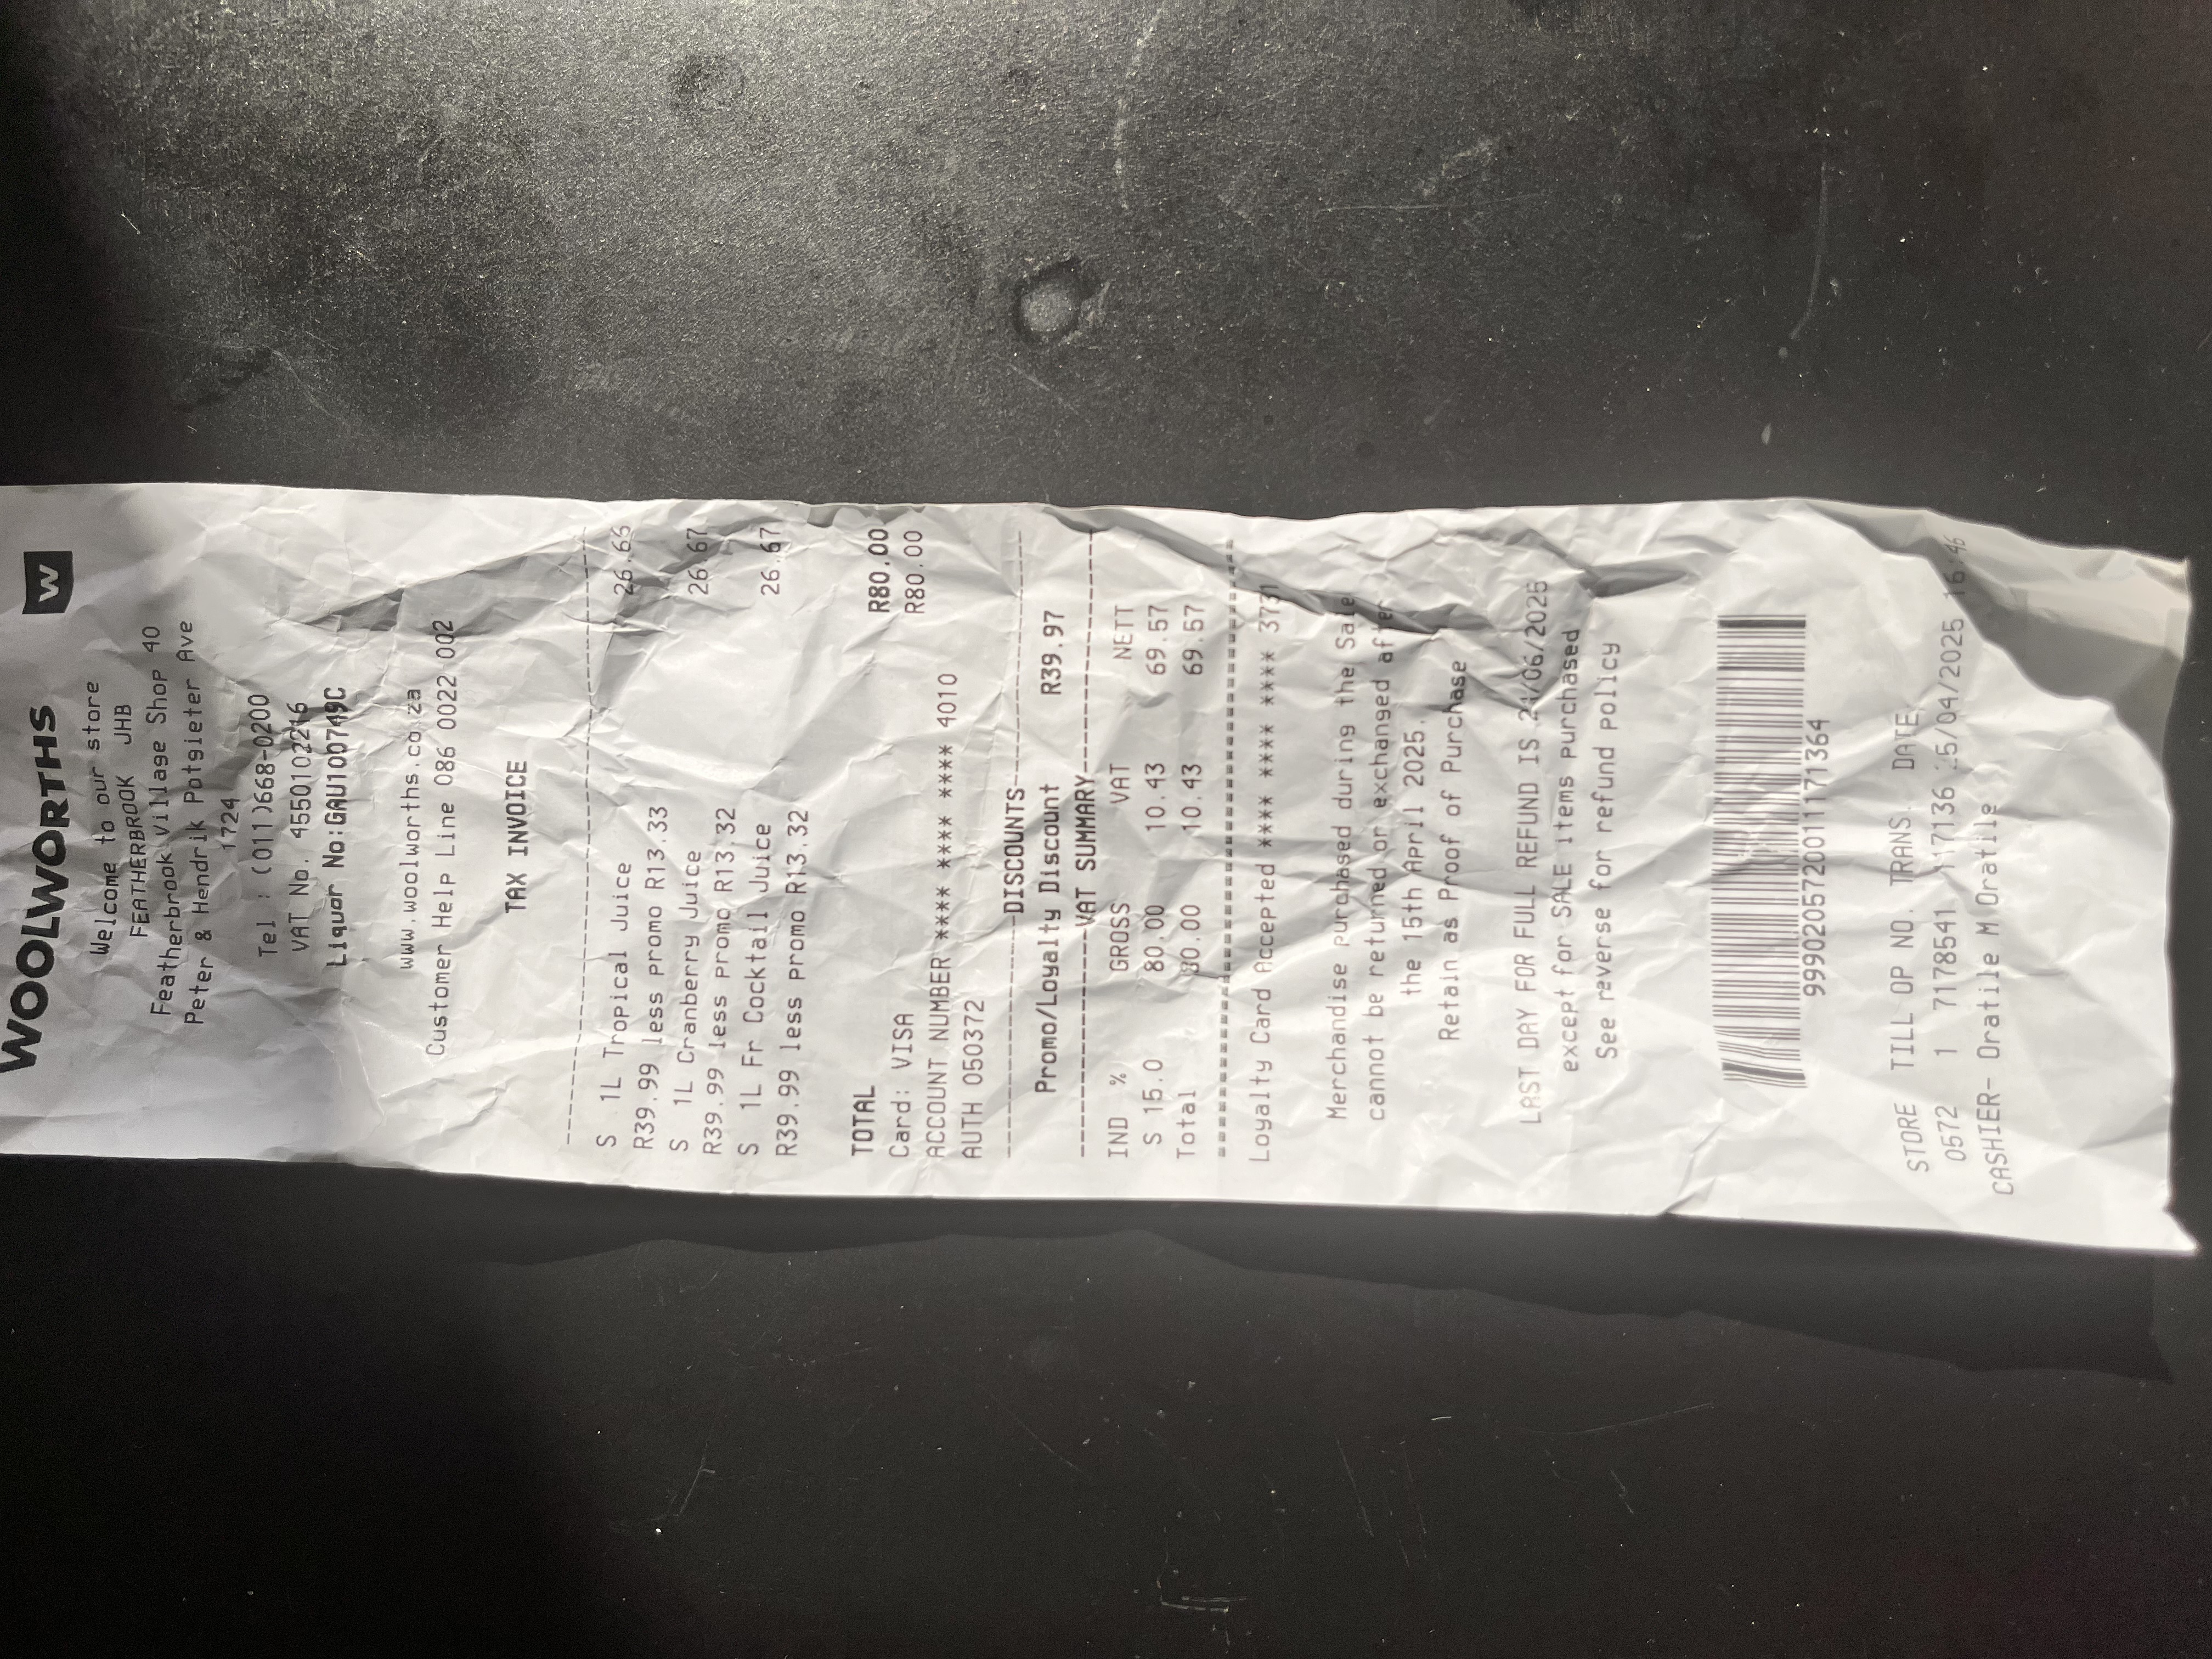 WOOLWORTHS W
Welcome to our store
FEATHERBROOK JHB
Featherbrook Village Shop 40
Peter & Hendrik Potgieter Ave
1724
Tel : (011)668-0200
VAT No. 4550102216
Liquor No:GAU100749C
www.woolworths.co.za
Customer Help Line 086 0022 002
TAX INVOICE
S 1L Tropical Juice 26.66
R39.99 less promo R13.33
S 1L Cranberry Juice 26.67
R39.99 less promo R13.32
S 1L Fr Cocktail Juice 26.67
R39.99 less promo R13.32
TOTAL R80.00
Card: VISA R80.00
ACCOUNT NUMBER **** **** **** 4010
AUTH 050372
-----------------DISCOUNTS-----------------
Promo/Loyalty Discount R39.97
----------------VAT SUMMARY----------------
IND % GROSS VAT NETT
S 15.0 80.00 10.43 69.57
Total 80.00 10.43 69.57
Loyalty Card Accepted **** **** **** 3731
Merchandise purchased during the Sale
cannot be returned or exchanged after
the 15th April 2025.
Retain as Proof of Purchase
LAST DAY FOR FULL REFUND IS
except for SALE items purchased
See reverse for refund policy
9990205720011171364
STORE TILL OP NO. TRANS. DATE
0572 1 7178541 117136 16:46
CASHIER- Oratile M Oratile